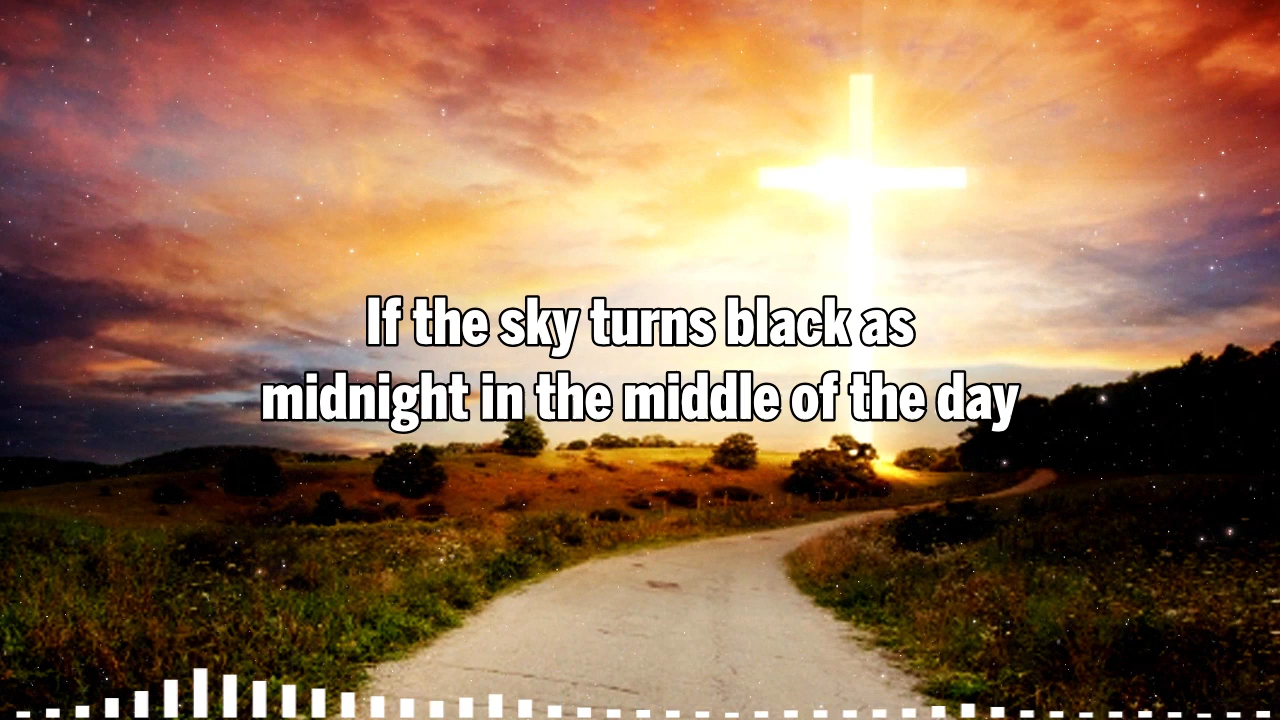 If the sky turns black as
midnight in the middle of the day